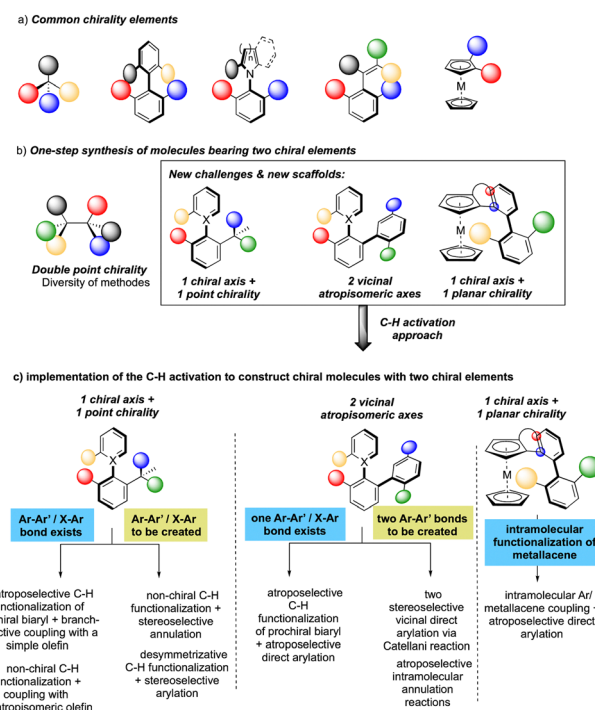 a) Common chirality elements
n
N
M
b) One-step synthesis of molecules bearing two chiral elements
New challenges & new scaffolds:
X
X
M
Double point chirality
Diversity of methodes
1 chiral axis +
1 point chirality
2 vicinal
atropisomeric axes
1 chiral axis +
1 planar chirality
C-H activation
approach
c) implementation of the C-H activation to construct chiral molecules with two chiral elements
1 chiral axis +
1 point chirality
2 vicinal
atropisomeric axes
1 chiral axis +
1 planar chirality
X
X
M
Ar-Ar' / X-Ar
bond exists
Ar-Ar' / X-Ar
to be created
one Ar-Ar' / X-Ar
bond exists
two Ar-Ar' bonds
to be created
intramolecular
functionalization of
metallacene
C-H
of
biaryl + branch-
coupling with a
simple olefin
non-chiral C-H
+
coupling with
olefin
non-chiral C-H
functionalization +
stereoselective
annulation
desymmetrizative
C-H functionalization
+ stereoselective
arylation
atroposelective
C-H
functionalization
of prochiral biaryl
+ atroposelective
direct arylation
two
stereoselective
vicinal direct
arylation via
Catellani reaction
atroposelective
intramolecular
annulation
reactions
intramolecular Ar/
metallacene coupling
atroposelective direct
arylation